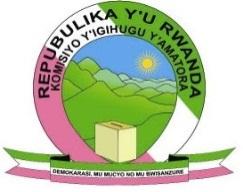 REPUBULIKA Y'U RWANDA
KOMISIYO Y'IGIHUGU Y'AMATORA
DEMOKARASI, MU MUCYO NO MU BWISANZURE